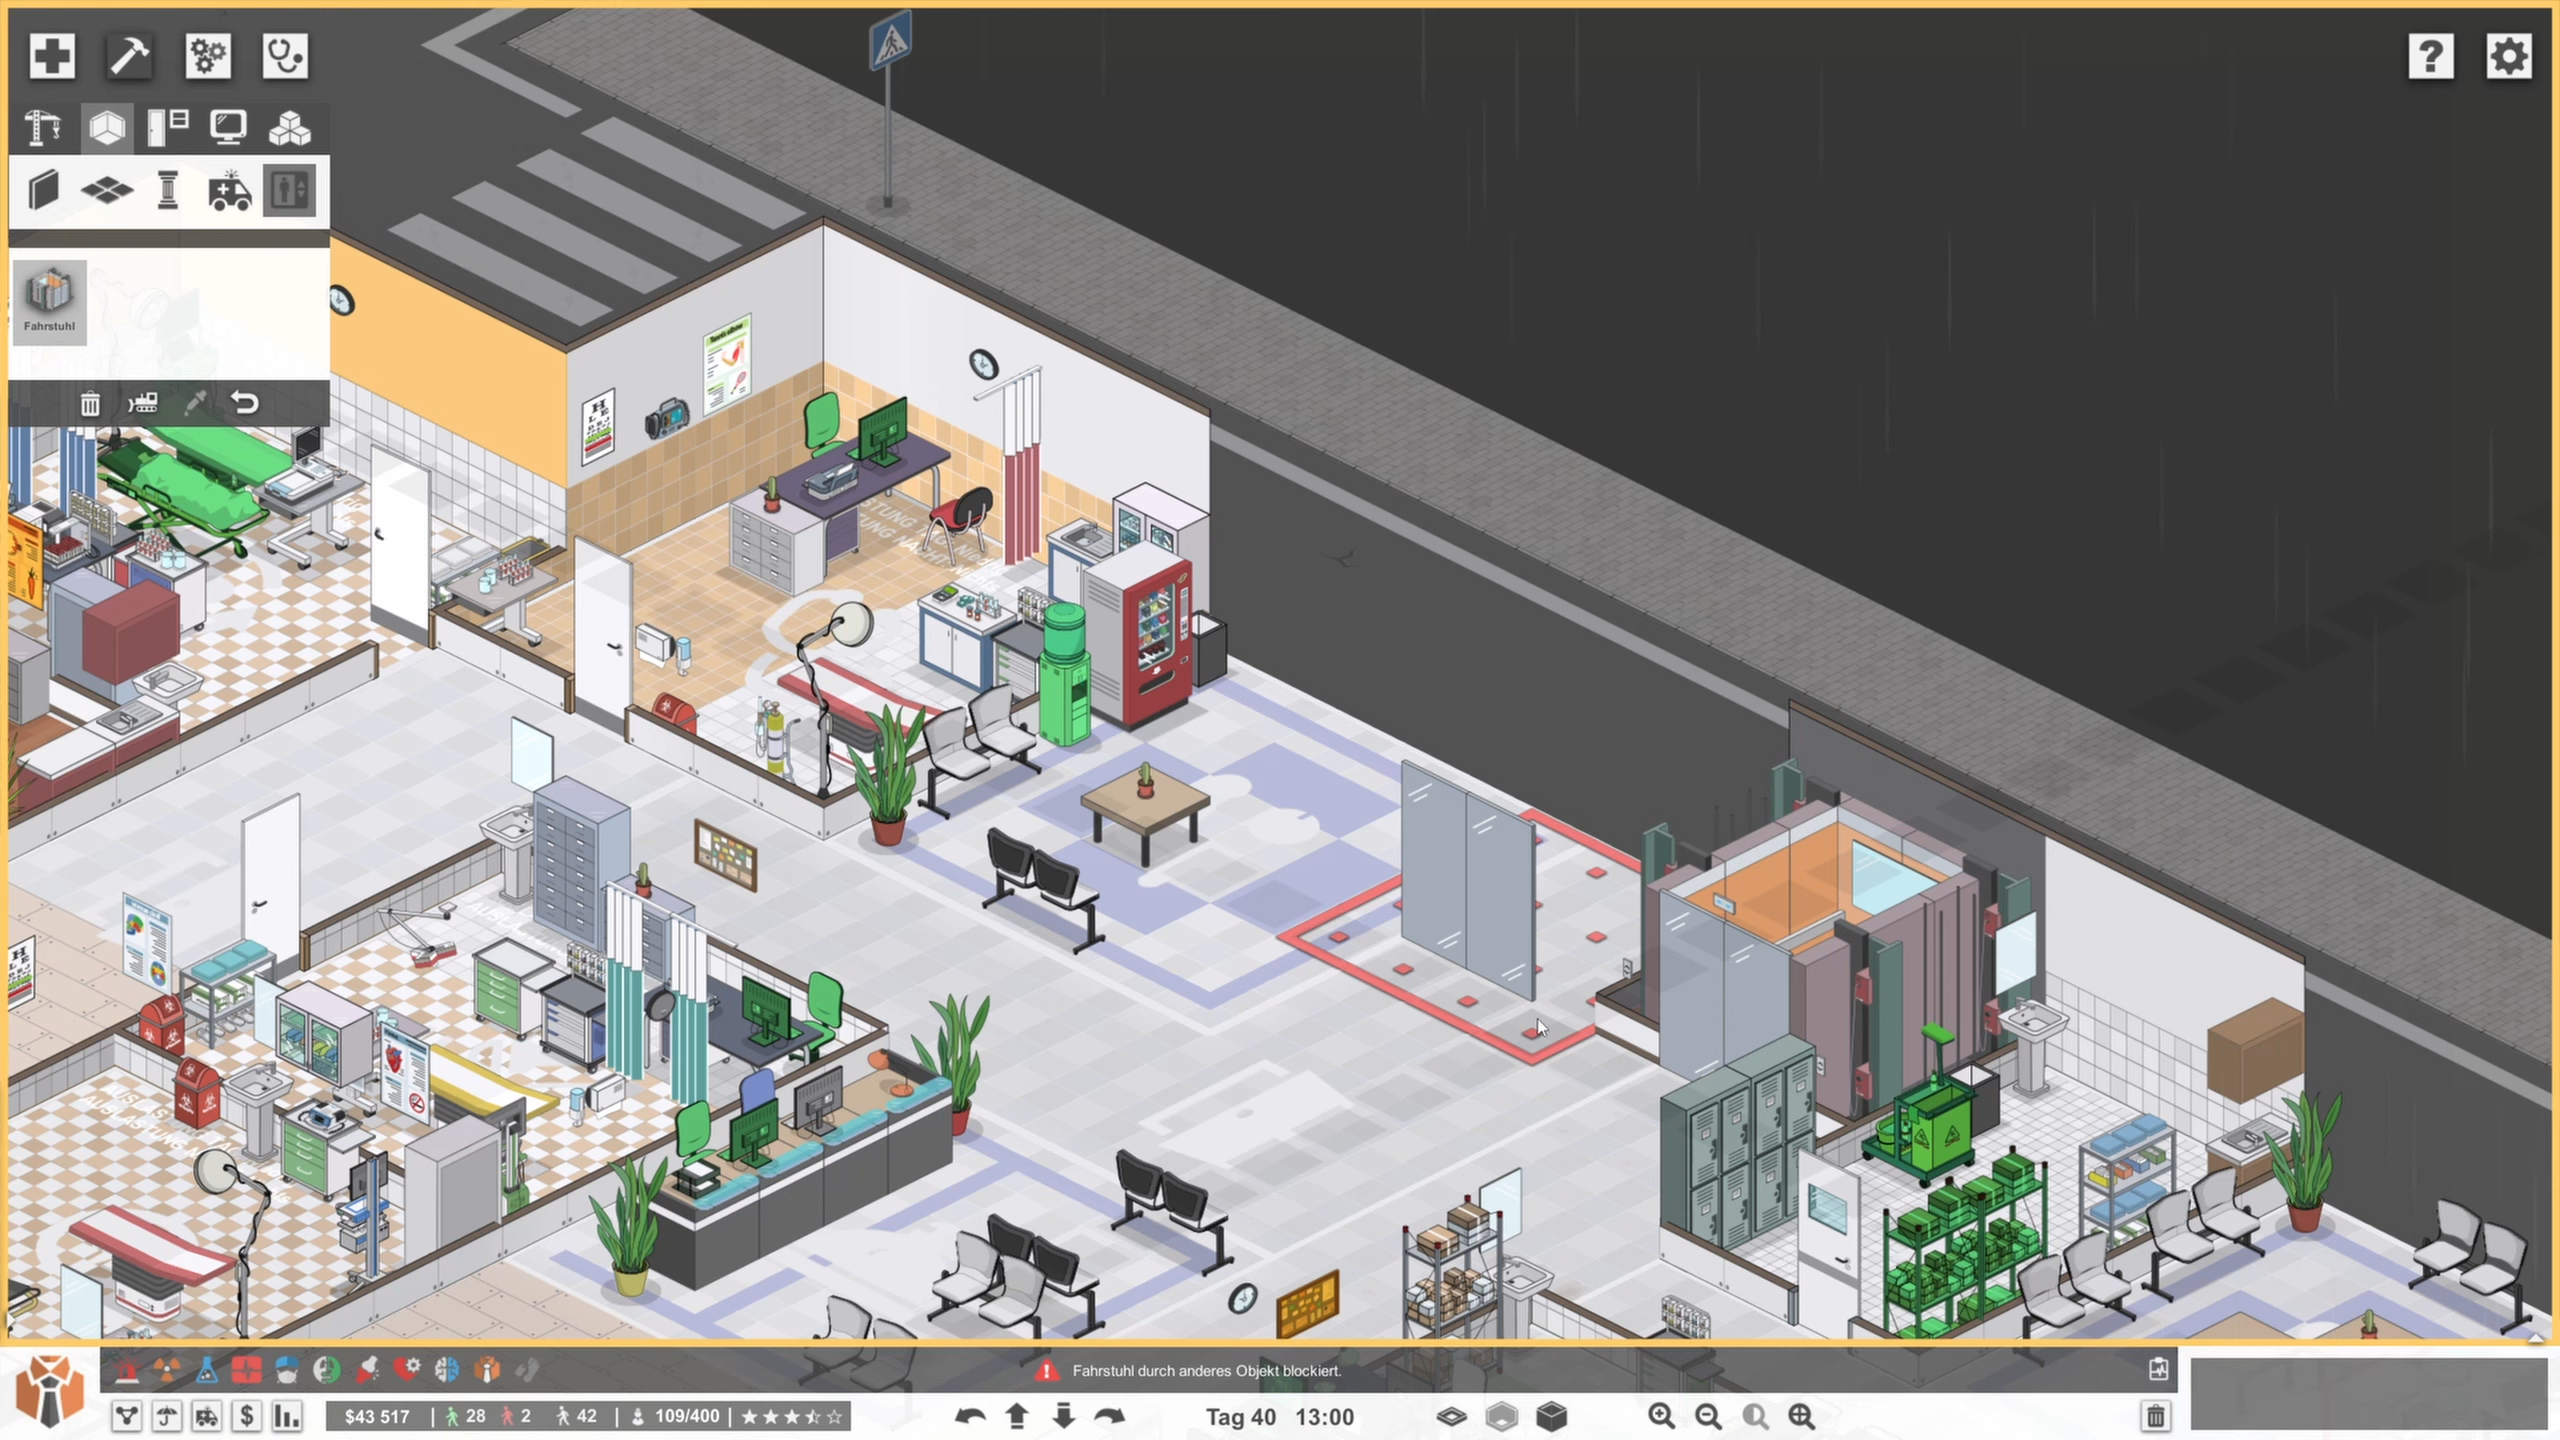 ?
Fahrstuhl
H
Fahrstuhl durch anderes Objekt blockiert.
$43 517 | 28 2 42 | 109/400 |
Tag 40 13:00